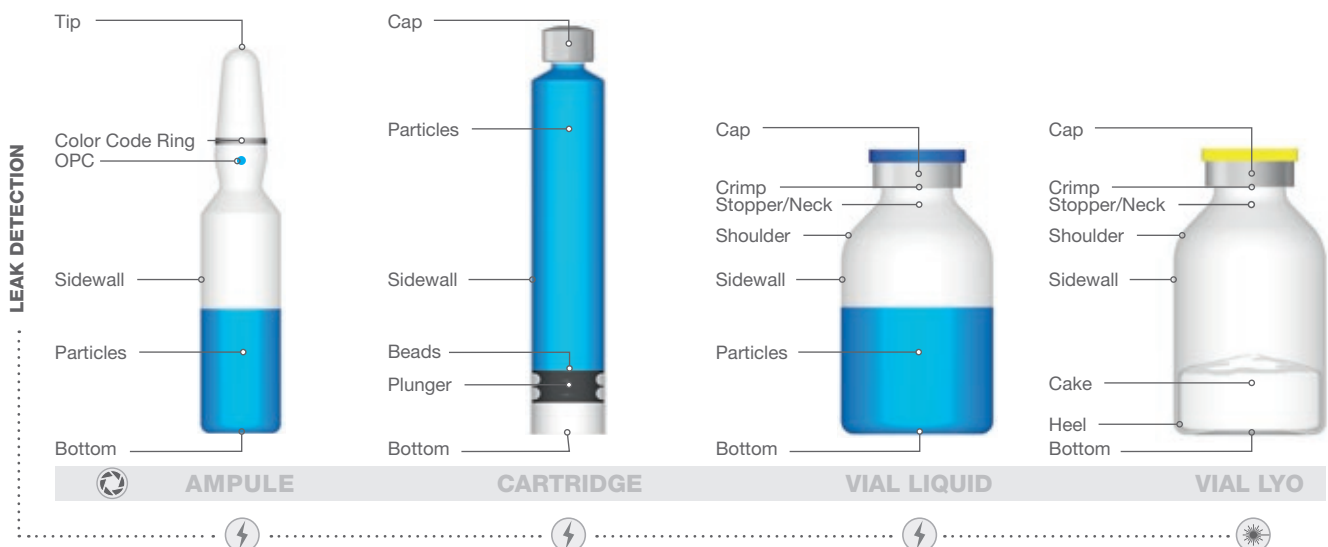 LEAK DETECTION
Tip
Color Code Ring
OPC
Sidewall
Particles
Bottom
AMPULE
Cap
Particles
Sidewall
Beads
Plunger
Bottom
CARTRIDGE
Cap
Crimp
Stopper/Neck
Shoulder
Sidewall
Particles
Bottom
VIAL LIQUID
Cap
Crimp
Stopper/Neck
Shoulder
Sidewall
Cake
Heel
Bottom
VIAL LYO